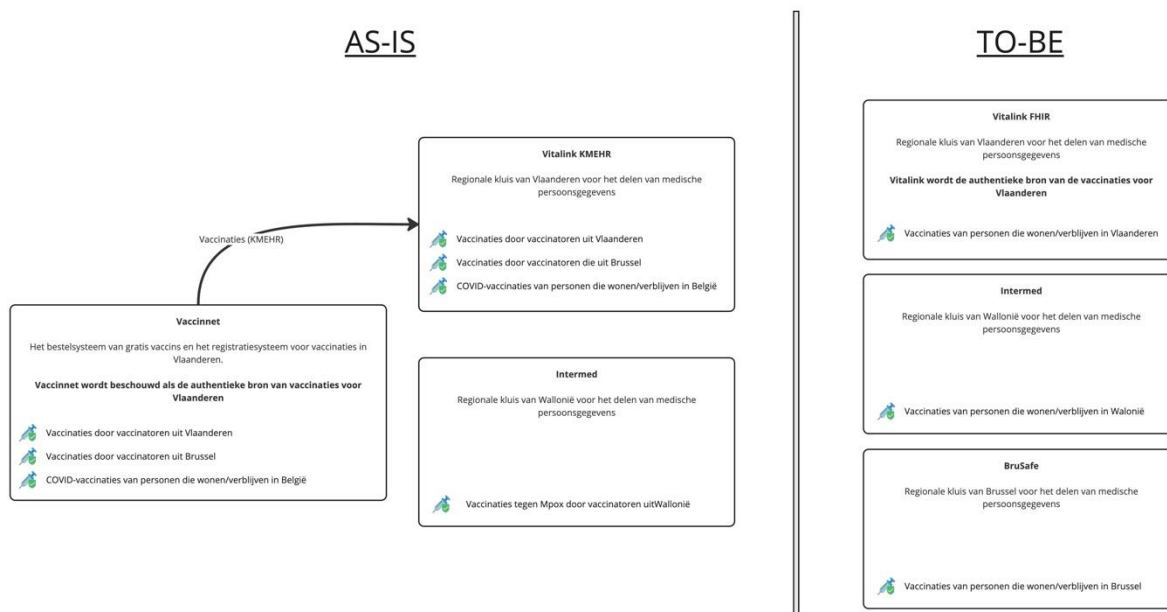 AS-IS
Vaccinaties (KMEHR)
Vaccinnet
Het bestelsysteem van gratis vaccins en het registratiesysteem voor vaccinaties in
Vlaanderen.
Vaccinnet wordt beschouwd als de authentieke bron van vaccinaties voor
Vlaanderen
Vaccinaties door vaccinatoren uit Vlaanderen
Vaccinaties door vaccinatoren uit Brussel
COVID-vaccinaties van personen die wonen/verblijven in België
Vitalink KMEHR
Regionale kluis van Vlaanderen voor het delen van medische
persoonsgegevens
Vaccinaties door vaccinatoren uit Vlaanderen
Vaccinaties door vaccinatoren die uit Brussel
COVID-vaccinaties van personen die wonen/verblijven in België
Intermed
Regionale kluis van Wallonië voor het delen van medische
persoonsgegevens
Vaccinaties tegen Mpox door vaccinatoren uitWallonië
TO-BE
Vitalink FHIR
Regionale kluis van Vlaanderen voor het delen van medische
persoonsgegevens
Vitalink wordt de authentieke bron van de vaccinaties voor
Vlaanderen
Vaccinaties van personen die wonen/verblijven in Vlaanderen
Intermed
Regionale kluis van Wallonië voor het delen van medische
persoonsgegevens
Vaccinaties van personen die wonen/verblijven in Walonië
BruSafe
Regionale kluis van Brussel voor het delen van medische
persoonsgegevens
Vaccinaties van personen die wonen/verblijven in Brussel